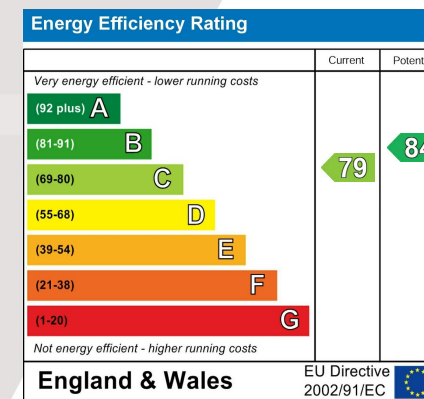 Energy Efficiency Rating
Current Potent
Very energy efficient - lower running costs
(92 plus) A
(81-91) B
84
(69-80) C
79
(55-68) D
(39-54) E
(21-38) F
(1-20) G
Not energy efficient - higher running costs
England & Wales
EU Directive
2002/91/EC